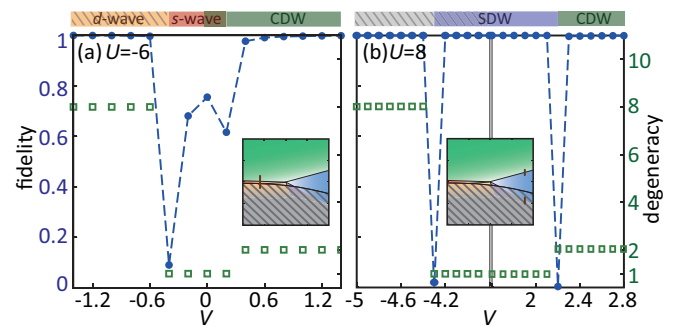 d-wave s-wave CDW SDW CDW
(a) U=-6 (b) U=8
1 0.8 0.6 0.4 0.2 0
fidelity
10 8 6 4 2 1
degeneracy
-1.2 -0.6 0 0.6 1.2 -5 -4.6 -4.2 2 2.4 2.8
V V